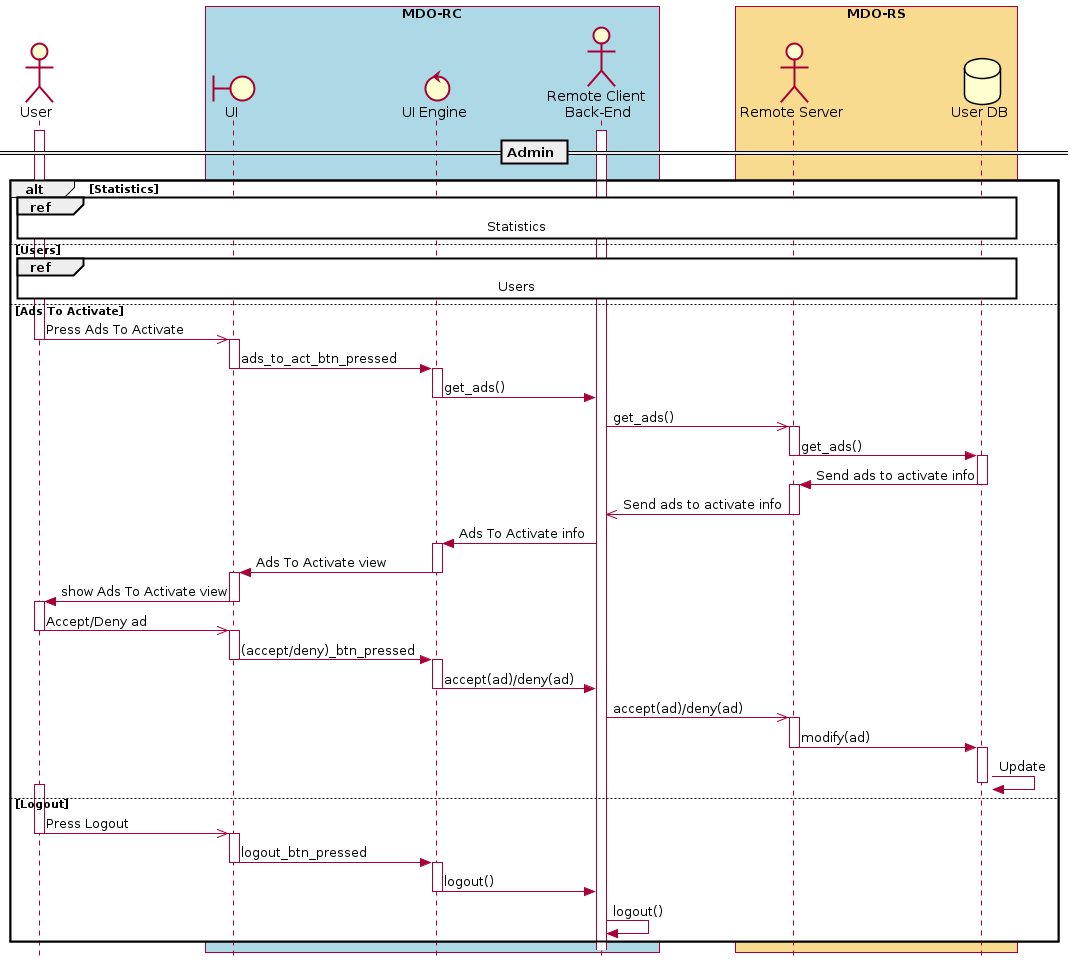 MDO-RC
MDO-RS
User
UI
UI Engine
Remote Client
Back-End
Remote Server
User DB
Admin
alt
[Statistics]
ref
Statistics
[Users]
ref
Users
[Ads To Activate]
Press Ads To Activate
ads_to_act_btn_pressed
get_ads()
get_ads()
get_ads()
Send ads to activate info
Send ads to activate info
Ads To Activate info
Ads To Activate view
show Ads To Activate view
Accept/Deny ad
(accept/deny)_btn_pressed
accept(ad)/deny(ad)
accept(ad)/deny(ad)
modify(ad)
Update
[Logout]
Press Logout
logout_btn_pressed
logout()
logout()